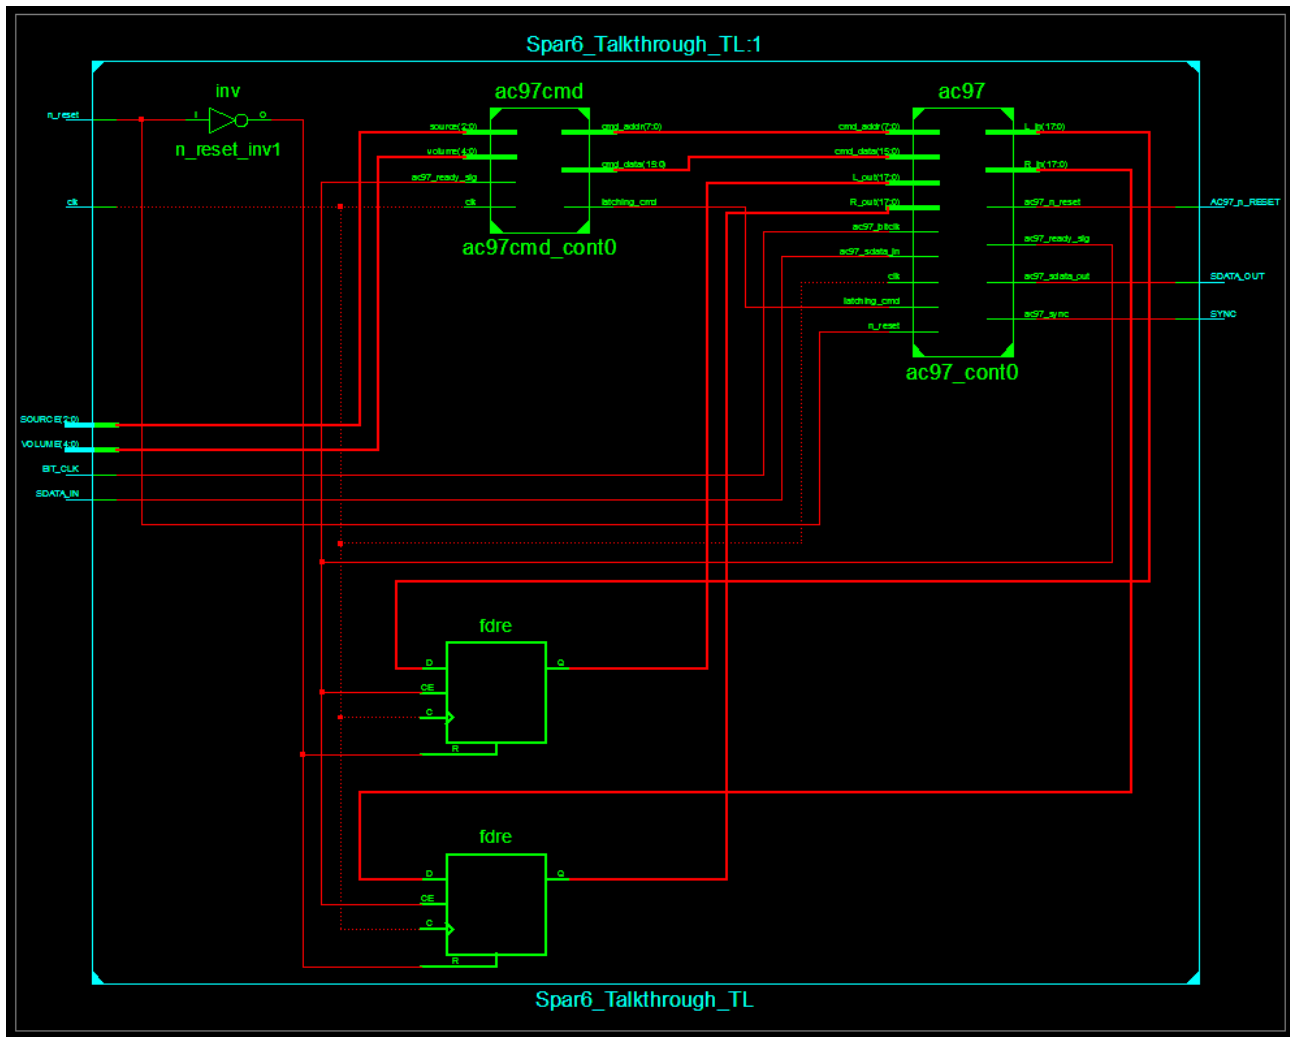 Spar6_Talkthrough_TL:1
inv
ac97cmd
ac97
n_reset
I
O
n_reset_inv1
source(2:0)
cmd_addr(7:0)
volume(4:0)
cmd_data(15:0)
ac97_ready_sig
clk
latching_cmd
ac97cmd_cont0
clk
cmd_addr(7:0)
L_in(17:0)
cmd_data(15:0)
R_in(17:0)
L_out(17:0)
R_out(17:0)
ac97_n_reset
AC97_n_RESET
ac97_bitclk
ac97_ready_sig
ac97_sdata_in
clk
ac97_sdata_out
SDATA_OUT
latching_cmd
ac97_sync
SYNC
n_reset
ac97_cont0
SOURCE(2:0)
VOLUME(4:0)
BIT_CLK
SDATA_IN
fdre
D
Q
CE
C
R
fdre
D
Q
CE
C
R
Spar6_Talkthrough_TL